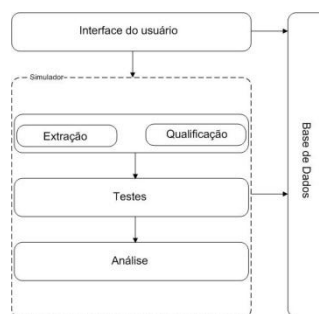 Interface do usuário
Simulador
Extração
Qualificação
Testes
Análise
Base de Dados